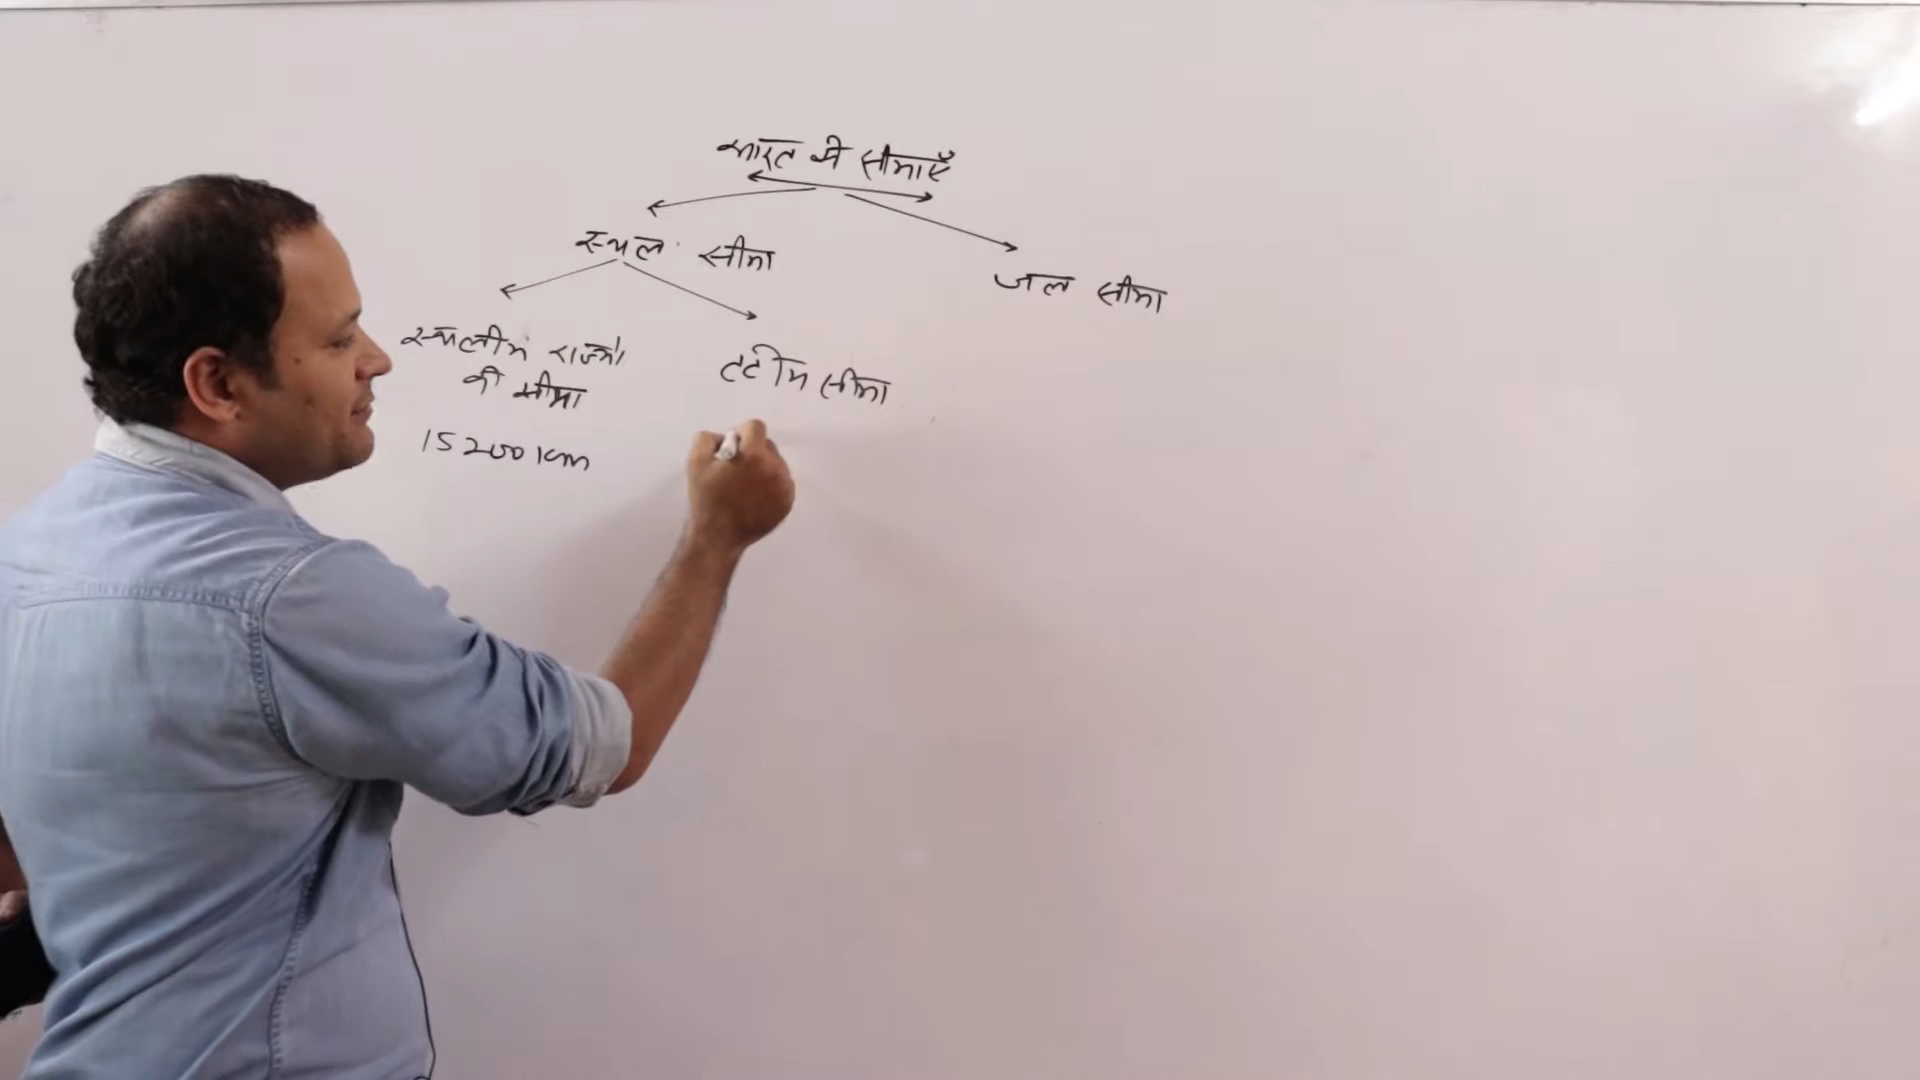 भारत की सीमाएँ
स्थल सीमा
जल सीमा
स्थलीय राज्यों
की सीमा
तटीय सीमा
15200 km